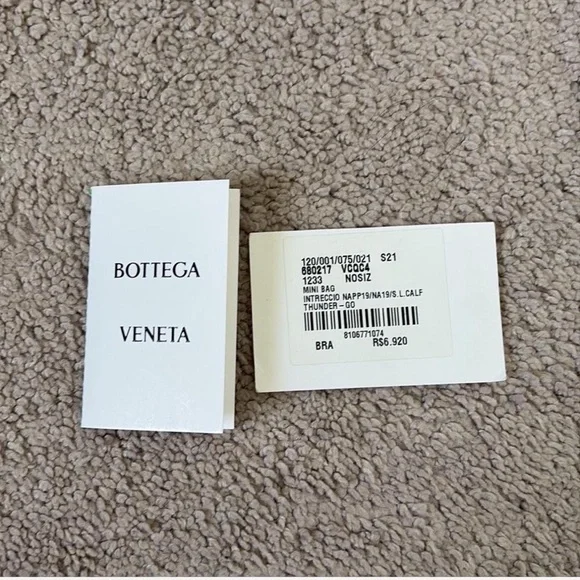 BOTTEGA
VENETA
120/001/075/021 S21
680217 VCQC4
1233 NOSIZ
MINI BAG
INTRECCIO NAPP19/NA19/S.L.CALF
THUNDER-GO
8106771074
BRA R$6.920